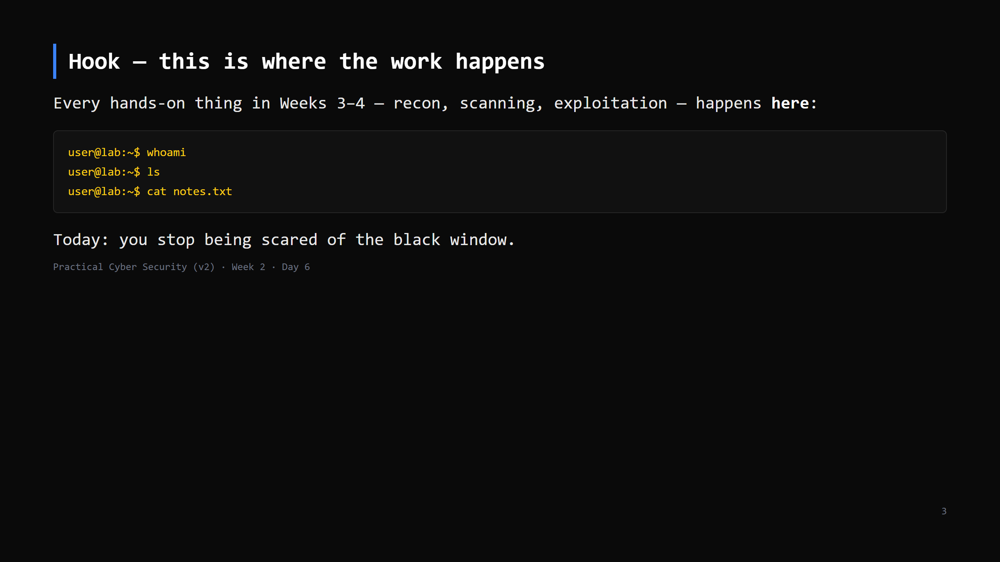 Hook — this is where the work happens
Every hands-on thing in Weeks 3–4 — recon, scanning, exploitation — happens here:
user@lab:~$ whoami
user@lab:~$ ls
user@lab:~$ cat notes.txt
Today: you stop being scared of the black window.
Practical Cyber Security (v2) · Week 2 · Day 6
3